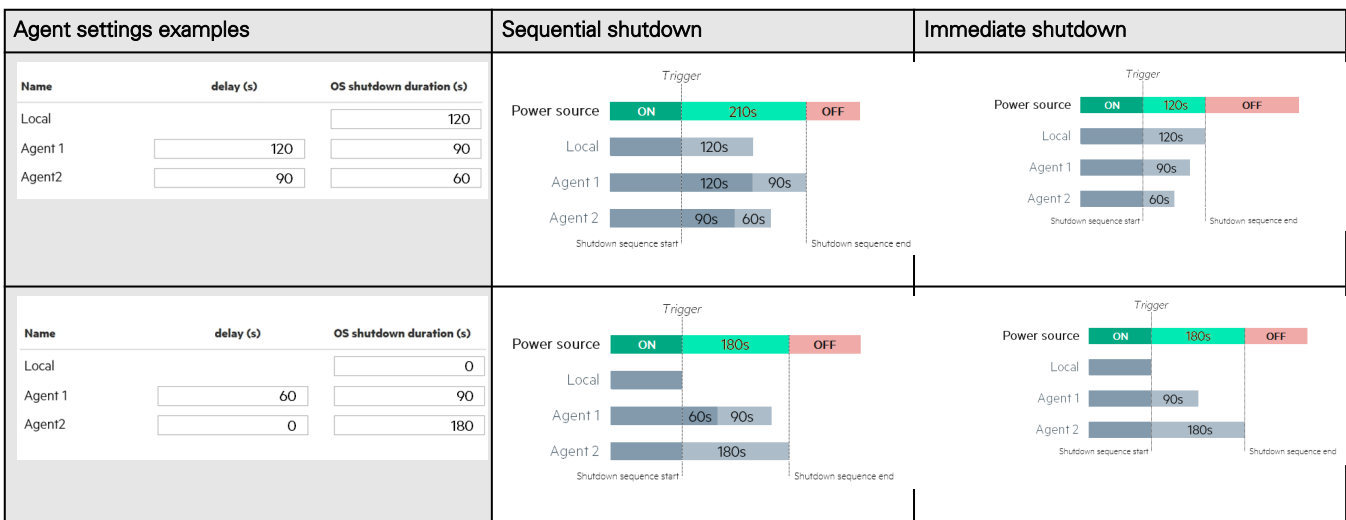 Agent settings examples
Sequential shutdown
Immediate shutdown
Name delay (s) OS shutdown duration (s)
Local 120
Agent 1 120 90
Agent2 90 60
Trigger
Power source ON 210s OFF
Local 120s
Agent 1 120s 90s
Agent 2 90s 60s
Shutdown sequence start Shutdown sequence end
Trigger
Power source ON 120s OFF
Local 120s
Agent 1 90s
Agent 2 60s
Shutdown sequence start Shutdown sequence end
Name delay (s) OS shutdown duration (s)
Local 0
Agent 1 60 90
Agent2 0 180
Trigger
Power source ON 180s OFF
Local
Agent 1 60s 90s
Agent 2 180s
Shutdown sequence start Shutdown sequence end
Trigger
Power source ON 180s OFF
Local
Agent 1 90s
Agent 2 180s
Shutdown sequence start Shutdown sequence end